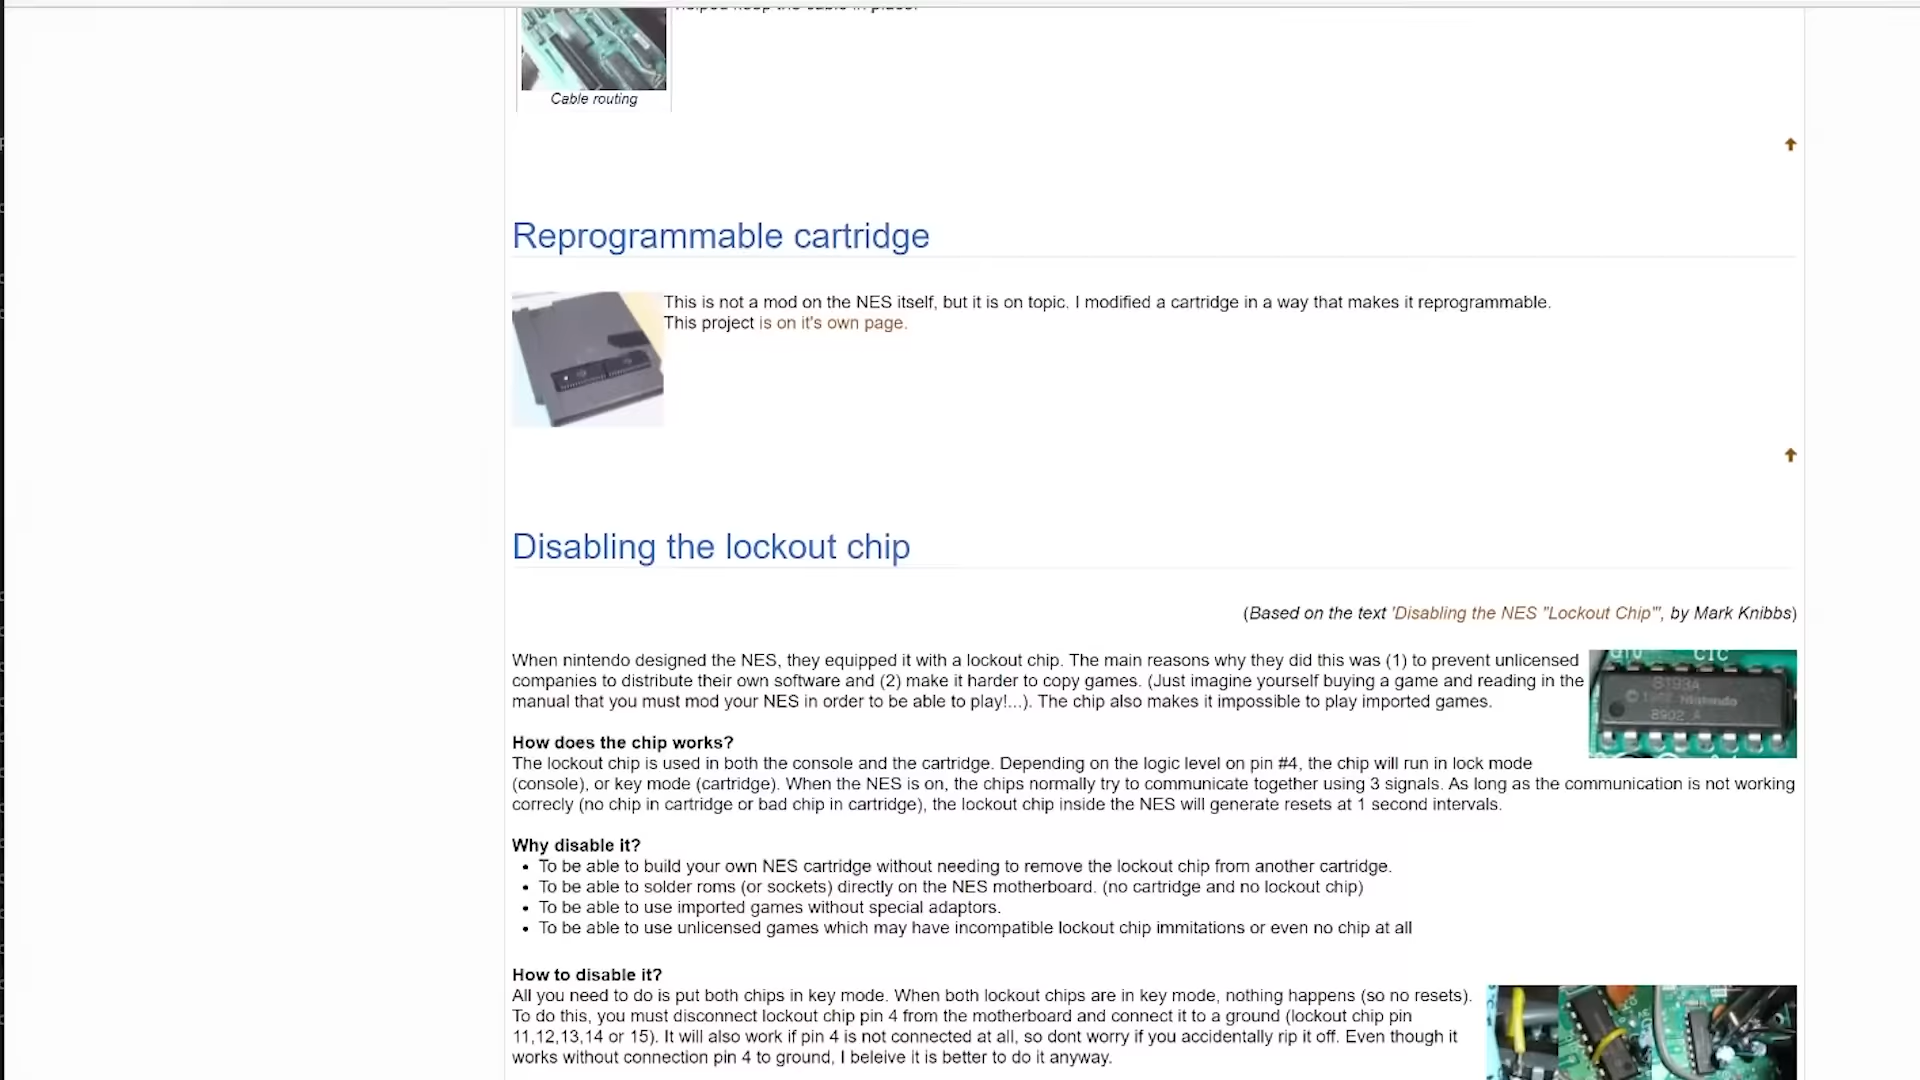 helped keep the cable in place.
Cable routing
Reprogrammable cartridge
This is not a mod on the NES itself, but it is on topic. I modified a cartridge in a way that makes it reprogrammable.
This project is on it's own page.
Disabling the lockout chip
(Based on the text 'Disabling the NES "Lockout Chip"', by Mark Knibbs)
When nintendo designed the NES, they equipped it with a lockout chip. The main reasons why they did this was (1) to prevent unlicensed
companies to distribute their own software and (2) make it harder to copy games. (Just imagine yourself buying a game and reading in the
manual that you must mod your NES in order to be able to play!...). The chip also makes it impossible to play imported games.
CIC
8193A
Nintendo
8902 A
How does the chip works?
The lockout chip is used in both the console and the cartridge. Depending on the logic level on pin #4, the chip will run in lock mode
(console), or key mode (cartridge). When the NES is on, the chips normally try to communicate together using 3 signals. As long as the communication is not working
correcly (no chip in cartridge or bad chip in cartridge), the lockout chip inside the NES will generate resets at 1 second intervals.
Why disable it?
• To be able to build your own NES cartridge without needing to remove the lockout chip from another cartridge.
• To be able to solder roms (or sockets) directly on the NES motherboard. (no cartridge and no lockout chip)
• To be able to use imported games without special adaptors.
• To be able to use unlicensed games which may have incompatible lockout chip immitations or even no chip at all
How to disable it?
All you need to do is put both chips in key mode. When both lockout chips are in key mode, nothing happens (so no resets).
To do this, you must disconnect lockout chip pin 4 from the motherboard and connect it to a ground (lockout chip pin
11,12,13,14 or 15). It will also work if pin 4 is not connected at all, so dont worry if you accidentally rip it off. Even though it
works without connection pin 4 to ground, I beleive it is better to do it anyway.